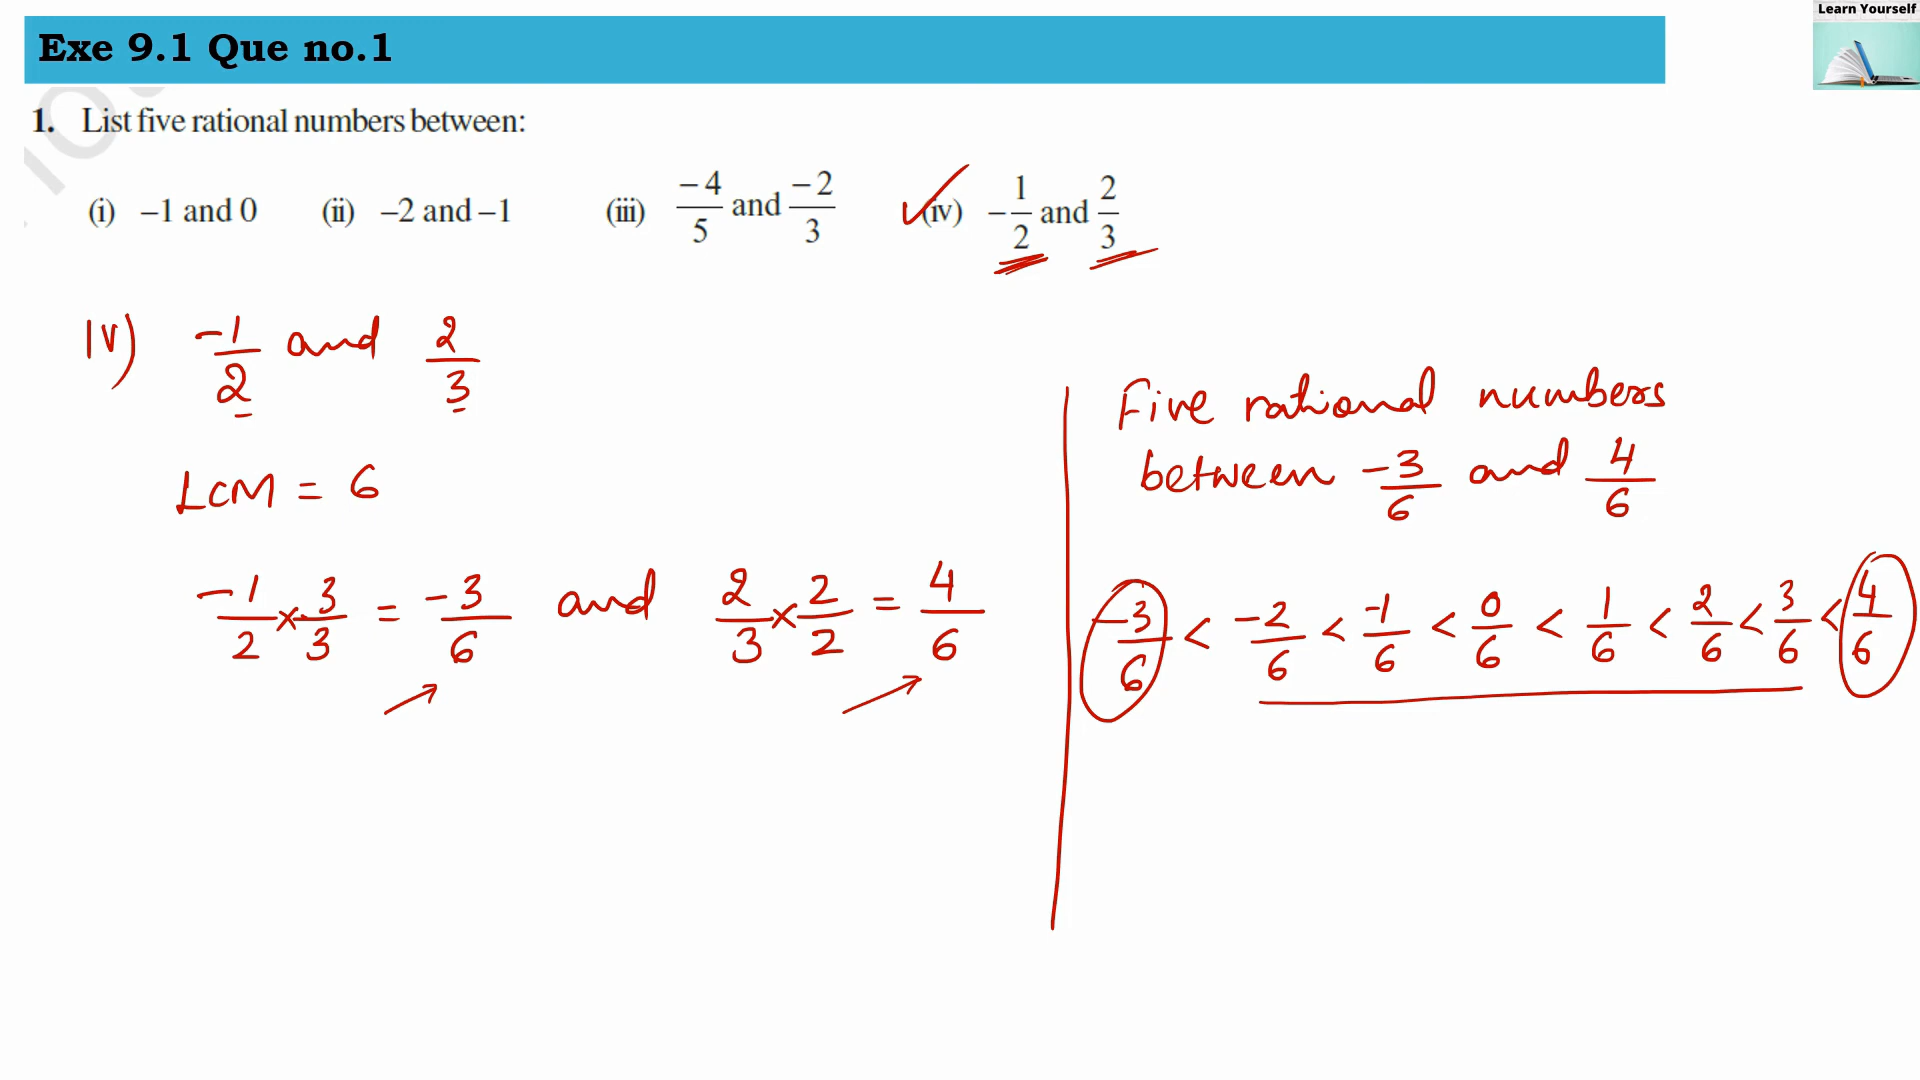 Learn Yourself
Exe 9.1 Que no.1
1. List five rational numbers between:
(i) –1 and 0 (ii) –2 and –1 (iii) −4/5 and −2/3 (iv) −1/2 and 2/3
IV) -1/2 and 2/3
LCM = 6
-1/2 × 3/3 = -3/6 and 2/3 × 2/2 = 4/6
Five rational numbers
between -3/6 and 4/6
-3/6 < -2/6 < -1/6 < 0/6 < 1/6 < 2/6 < 3/6 < 4/6